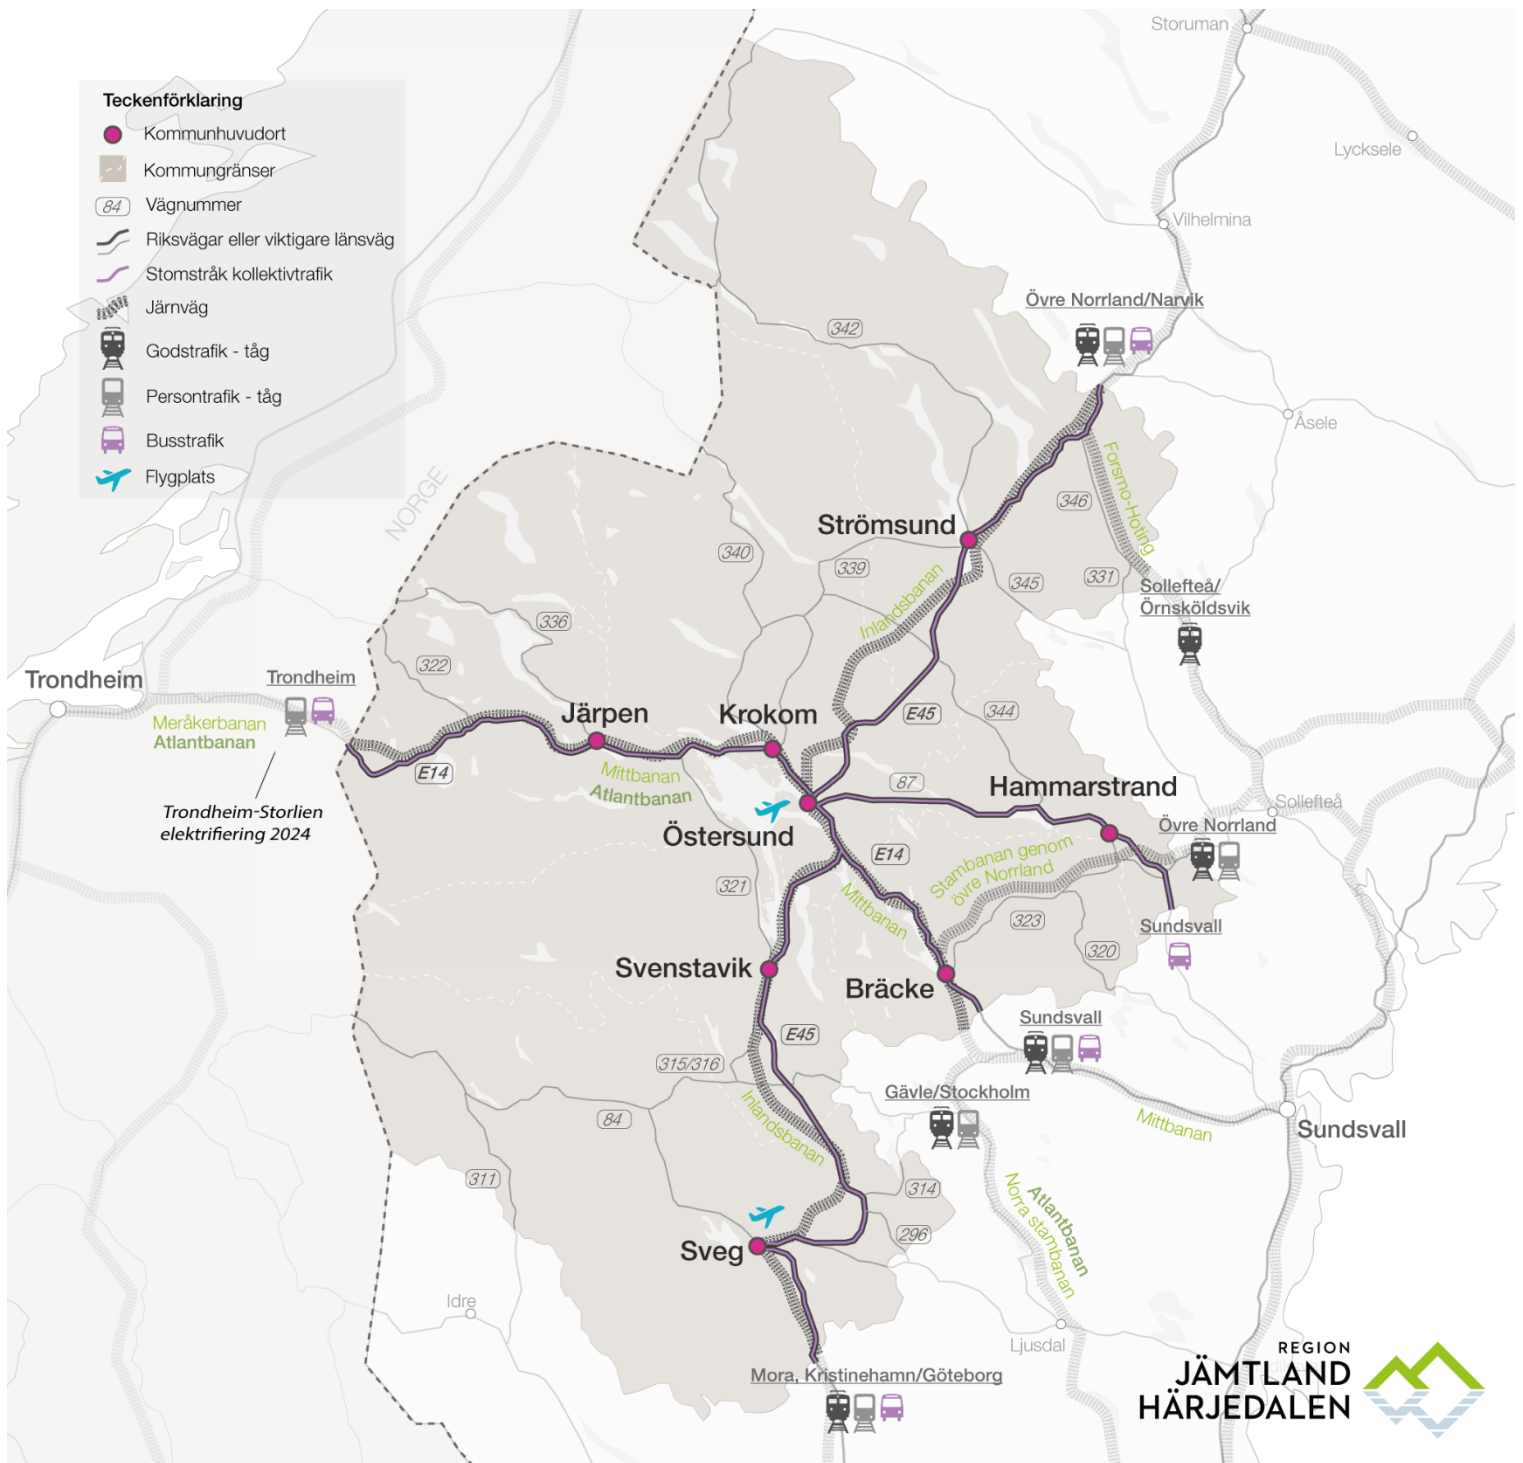 Teckenförklaring
Kommunhuvudort
Kommungränser
84 Vägnummer
Riksvägar eller viktigare länsväg
Stomstråk kollektivtrafik
Järnväg
Godstrafik - tåg
Persontrafik - tåg
Busstrafik
Flygplats
Storuman
Lycksele
Vilhelmina
Övre Norrland/Narvik
342
Åsele
NORGE
Forsmo-Hoting
346
Strömsund
340
339
345
331
Inlandsbanan
Sollefteå/
Örnsköldsvik
336
322
Trondheim
Trondheim
Meråkerbanan
Atlantbanan
Järpen
Krokom
E45
344
E14
Mittbanan
Atlantbanan
87
Hammarstrand
Trondheim-Storlien
elektrifiering 2024
Östersund
Sollefteå
Övre Norrland
E14
Stambanan genom
övre Norrland
321
Mittbanan
323
Sundsvall
320
Svenstavik
Bräcke
E45
Sundsvall
315/316
Gävle/Stockholm
84
Inlandsbanan
Mittbanan
Sundsvall
311
314
296
Atlantbanan
Norra stambanan
Sveg
Idre
Ljusdal
Mora, Kristinehamn/Göteborg
REGION
JÄMTLAND
HÄRJEDALEN